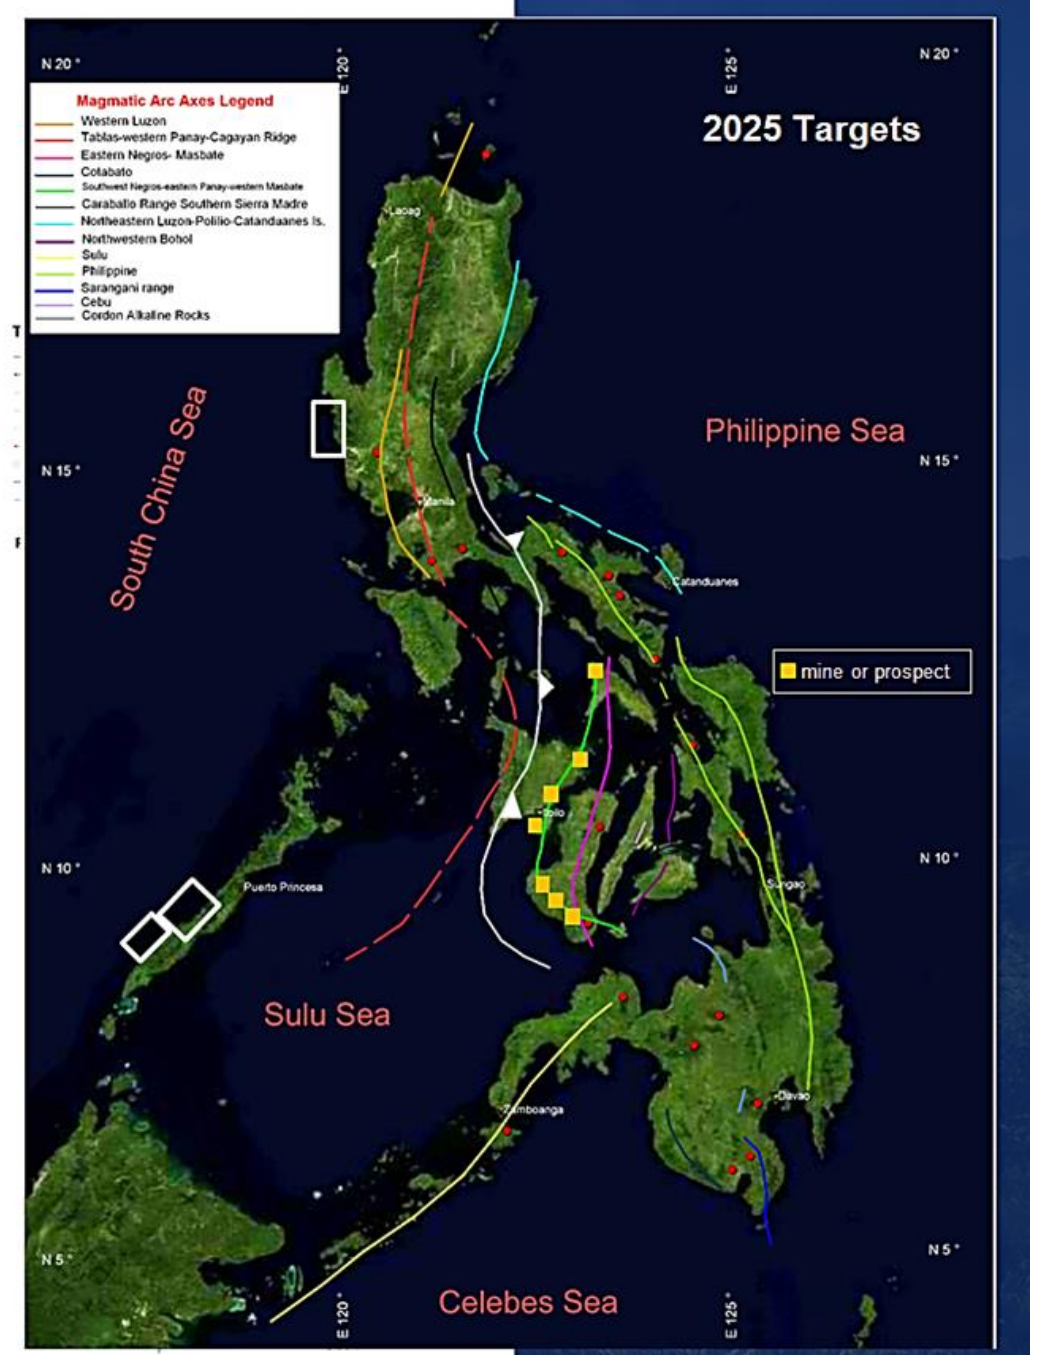 N 20 °
E 120 °
E 125 °
N 20 °
2025 Targets
Magmatic Arc Axes Legend
Western Luzon
Tablas-western Panay-Cagayan Ridge
Eastern Negros- Masbate
Cotabato
Southwest Negros-eastern Panay-western Masbate
Caraballo Range Southern Sierra Madre
Northeastern Luzon-Polilio-Catanduanes Is.
Northwestern Bohol
Sulu
Philippine
Sarangani range
Cebu
Cordon Alkaline Rocks
Laoag
T
South China Sea
Philippine Sea
N 15 °
N 15 °
Manila
Catanduanes
mine or prospect
N 10 °
N 10 °
Puerto Princesa
Sulu Sea
Zamboanga
Davao
N 5 °
N 5 °
Celebes Sea
E 120 °
E 125 °